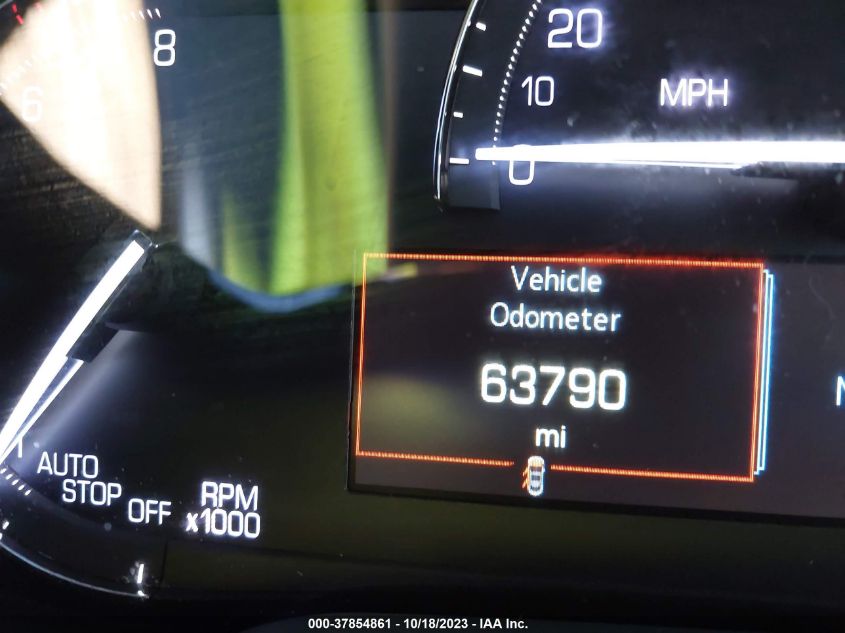 8
6
20
10
MPH
0
Vehicle
Odometer
63790
mi
1
AUTO
STOP OFF
RPM
x1000
000-37854861 - 10/18/2023 - IAA Inc.